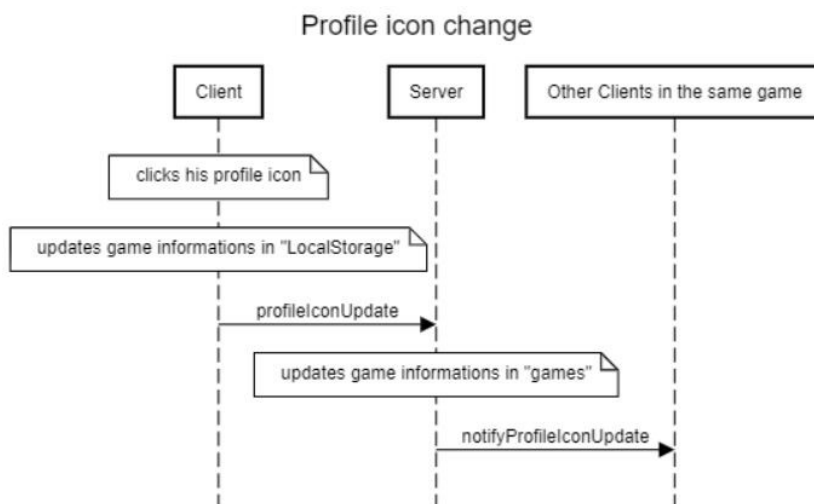 Profile icon change
Client
Server
Other Clients in the same game
clicks his profile icon
updates game informations in "LocalStorage"
profileIconUpdate
updates game informations in "games"
notifyProfileIconUpdate